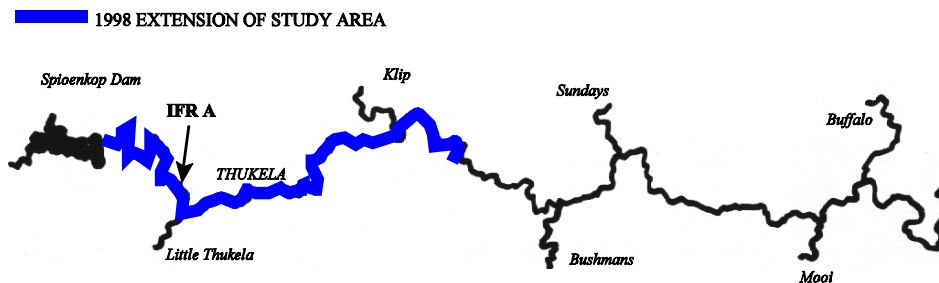 1998 EXTENSION OF STUDY AREA
Spioenkop Dam
Klip
IFR A
Sundays
Buffalo
THUKELA
Little Thukela
Bushmans
Mooi